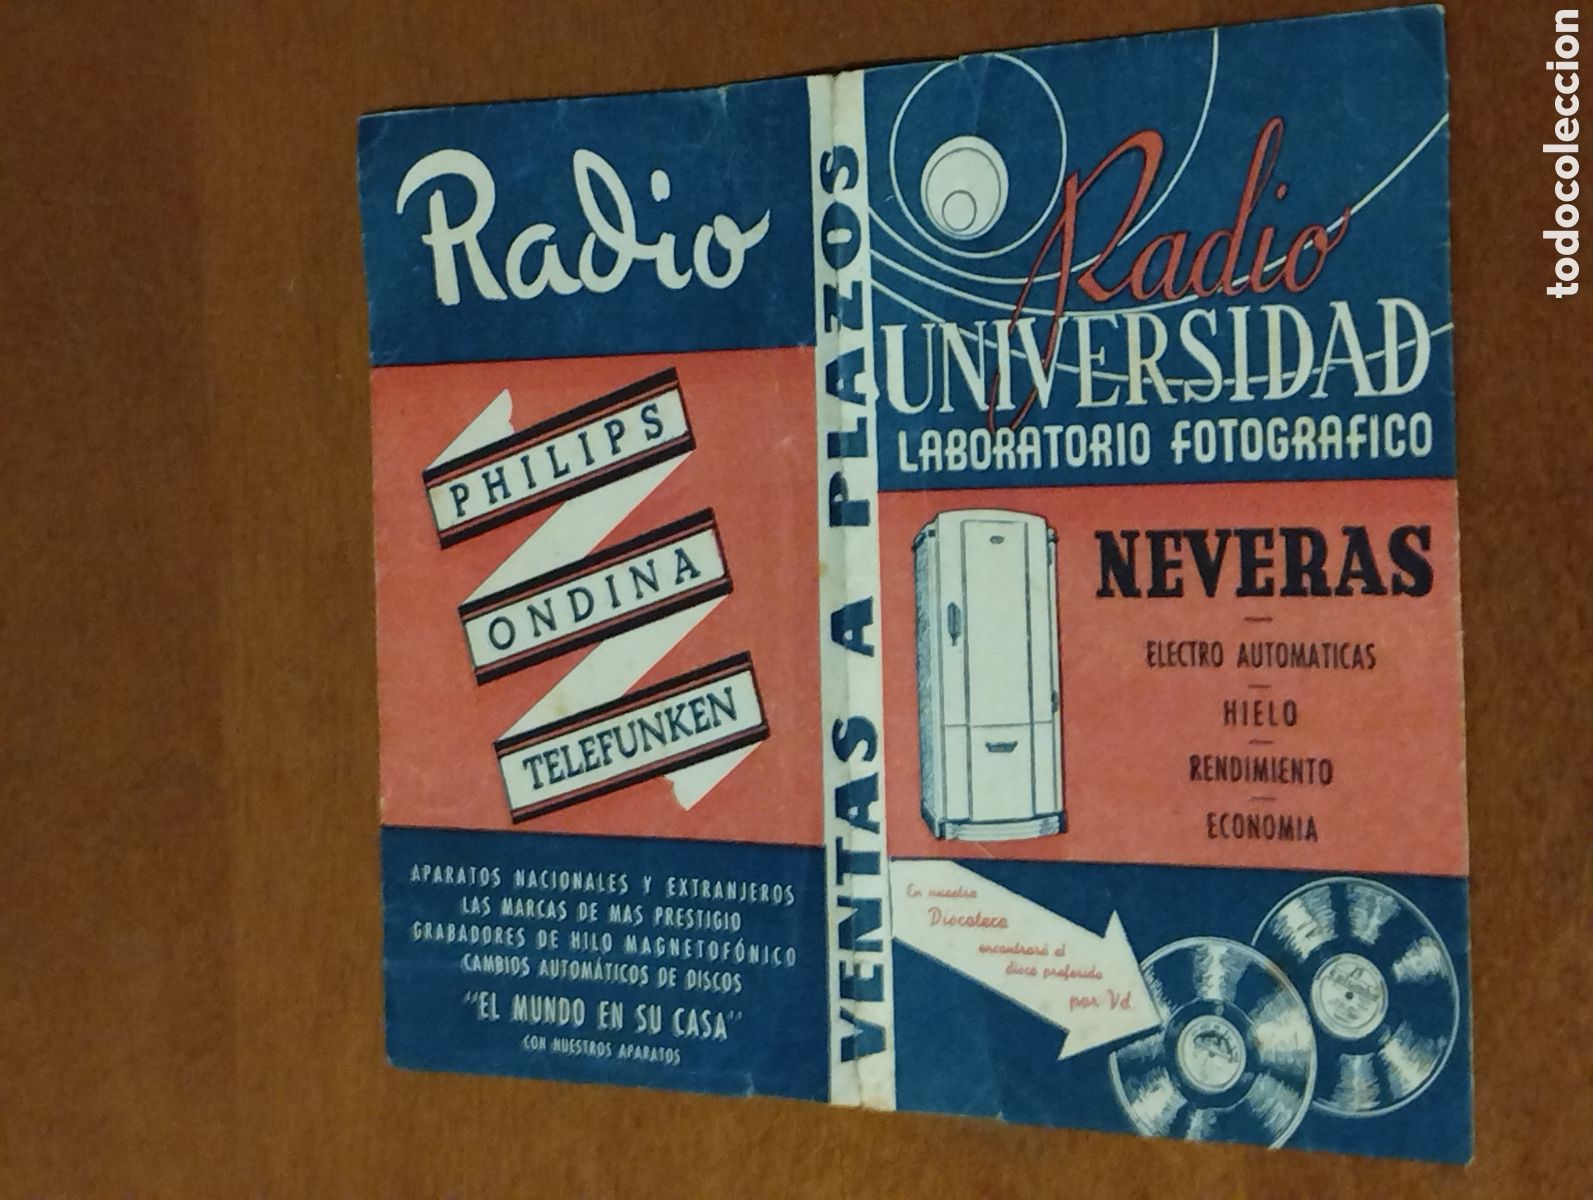 Radio
PHILIPS
ONDINA
TELEFUNKEN
APARATOS NACIONALES Y EXTRANJEROS
LAS MARCAS DE MAS PRESTIGIO
GRABADORES DE HILO MAGNETOFÓNICO
CAMBIOS AUTOMÁTICOS DE DISCOS
"EL MUNDO EN SU CASA"
CON NUESTROS APARATOS
VENTAS A PLAZOS
Radio
UNIVERSIDAD
LABORATORIO FOTOGRAFICO
NEVERAS
ELECTRO AUTOMATICAS
HIELO
RENDIMIENTO
ECONOMIA
En nuestra
Discoteca
encontrará el
disco preferido
por Vd.
todocoleccion